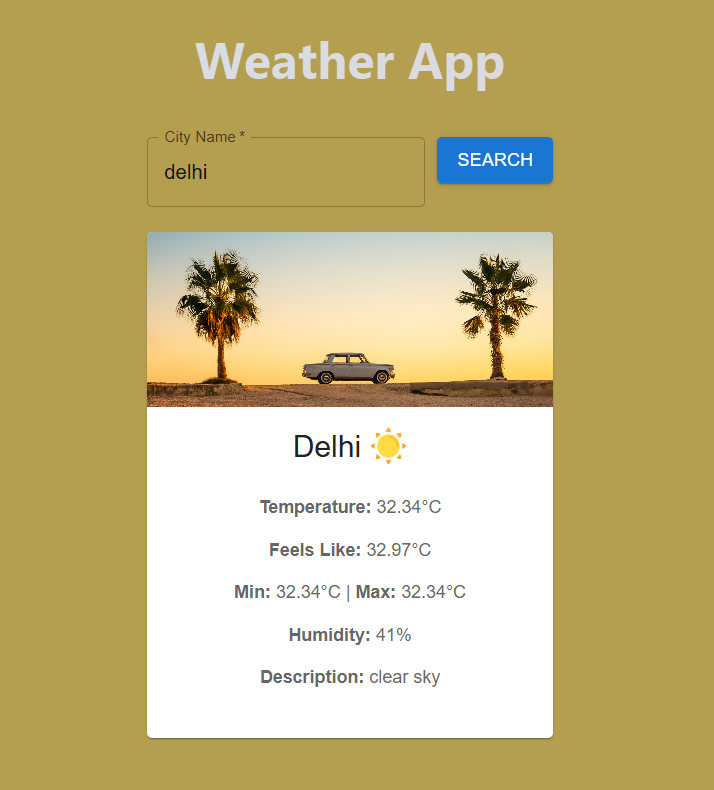 Weather App
City Name *
delhi
SEARCH
Delhi
Temperature: 32.34°C
Feels Like: 32.97°C
Min: 32.34°C | Max: 32.34°C
Humidity: 41%
Description: clear sky